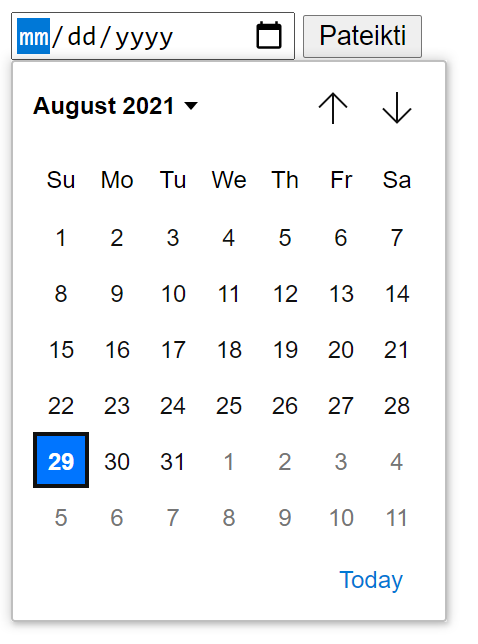 mm/dd/yyyy Pateikti
August 2021
Su Mo Tu We Th Fr Sa
1 2 3 4 5 6 7
8 9 10 11 12 13 14
15 16 17 18 19 20 21
22 23 24 25 26 27 28
29 30 31 1 2 3 4
5 6 7 8 9 10 11
Today